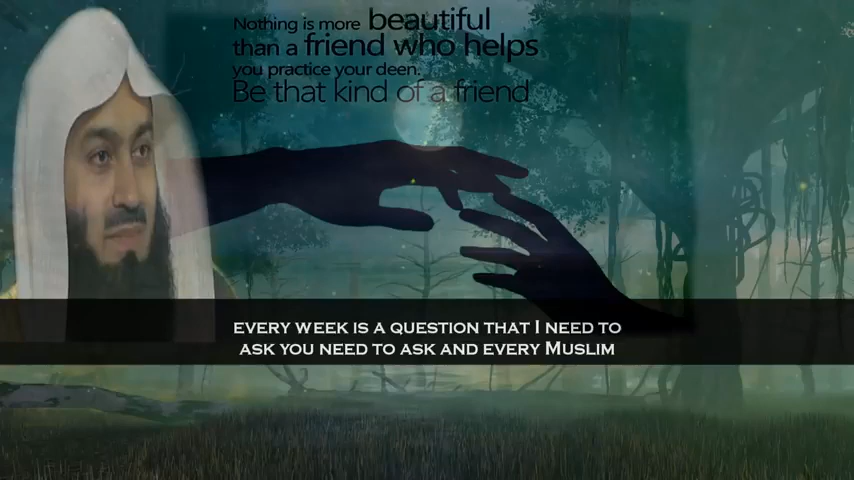 Nothing is more beautiful
than a friend who helps
you practice your deen.
Be that kind of a friend
EVERY WEEK IS A QUESTION THAT I NEED TO
ASK YOU NEED TO ASK AND EVERY MUSLIM